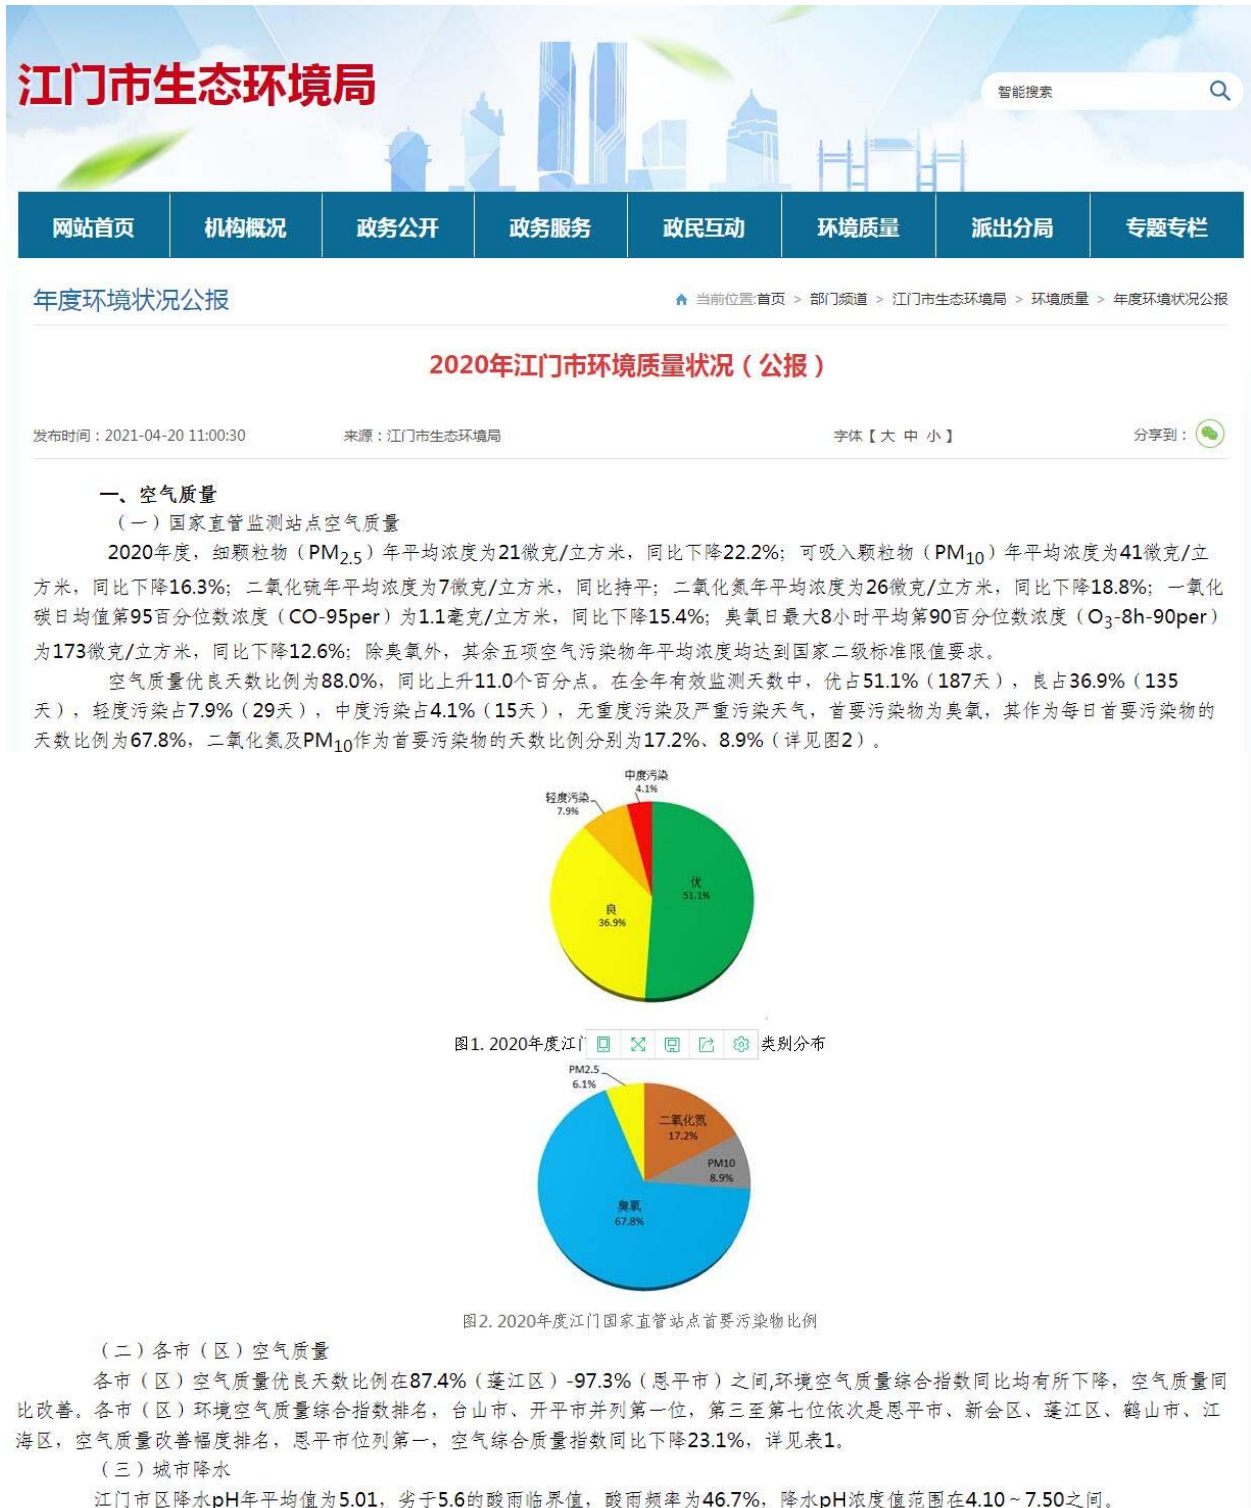 江门市生态环境局
智能搜索
网站首页 机构概况 政务公开 政务服务 政民互动 环境质量 派出分局 专题专栏
年度环境状况公报 当前位置:首页 > 部门频道 > 江门市生态环境局 > 环境质量 > 年度环境状况公报
2020年江门市环境质量状况（公报）
发布时间：2021-04-20 11:00:30 来源：江门市生态环境局 字体【大 中 小】 分享到：
一、空气质量
（一）国家直管监测站点空气质量
2020年度，细颗粒物（PM2.5）年平均浓度为21微克/立方米，同比下降22.2%；可吸入颗粒物（PM10）年平均浓度为41微克/立
方米，同比下降16.3%；二氧化硫年平均浓度为7微克/立方米，同比持平；二氧化氮年平均浓度为26微克/立方米，同比下降18.8%；一氧化
碳日均值第95百分位数浓度（CO-95per）为1.1毫克/立方米，同比下降15.4%；臭氧日最大8小时平均第90百分位数浓度（O3-8h-90per）
为173微克/立方米，同比下降12.6%；除臭氧外，其余五项空气污染物年平均浓度均达到国家二级标准限值要求。
空气质量优良天数比例为88.0%，同比上升11.0个百分点。在全年有效监测天数中，优占51.1%（187天），良占36.9%（135
天），轻度污染占7.9%（29天），中度污染占4.1%（15天），无重度污染及严重污染天气，首要污染物为臭氧，其作为每日首要污染物的
天数比例为67.8%，二氧化氮及PM10作为首要污染物的天数比例分别为17.2%、8.9%（详见图2）。
中度污染
4.1%
轻度污染
7.9%
优
51.1%
良
36.9%
图1. 2020年度江门 类别分布
PM2.5
6.1%
二氧化氮
17.2%
PM10
8.9%
臭氧
67.8%
图2. 2020年度江门国家直管站点首要污染物比例
（二）各市（区）空气质量
各市（区）空气质量优良天数比例在87.4%（蓬江区）-97.3%（恩平市）之间,环境空气质量综合指数同比均有所下降，空气质量同
比改善。各市（区）环境空气质量综合指数排名，台山市、开平市并列第一位，第三至第七位依次是恩平市、新会区、蓬江区、鹤山市、江
海区，空气质量改善幅度排名，恩平市位列第一，空气综合质量指数同比下降23.1%，详见表1。
（三）城市降水
江门市区降水pH年平均值为5.01，劣于5.6的酸雨临界值，酸雨频率为46.7%，降水pH浓度值范围在4.10～7.50之间。